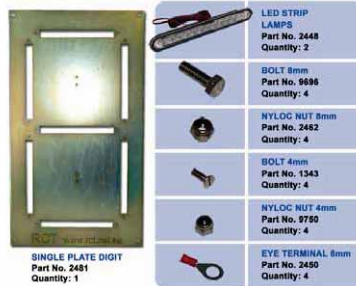 LED STRIP
LAMPS
Part No. 2448
Quantity: 2
BOLT 8mm
Part No. 9696
Quantity: 4
NYLOC NUT 8mm
Part No. 2462
Quantity: 4
BOLT 4mm
Part No. 1343
Quantity: 4
NYLOC NUT 4mm
Part No. 9750
Quantity: 4
EYE TERMINAL 8mm
Part No. 2450
Quantity: 4
RCT
SINGLE PLATE DIGIT
Part No. 2481
Quantity: 1